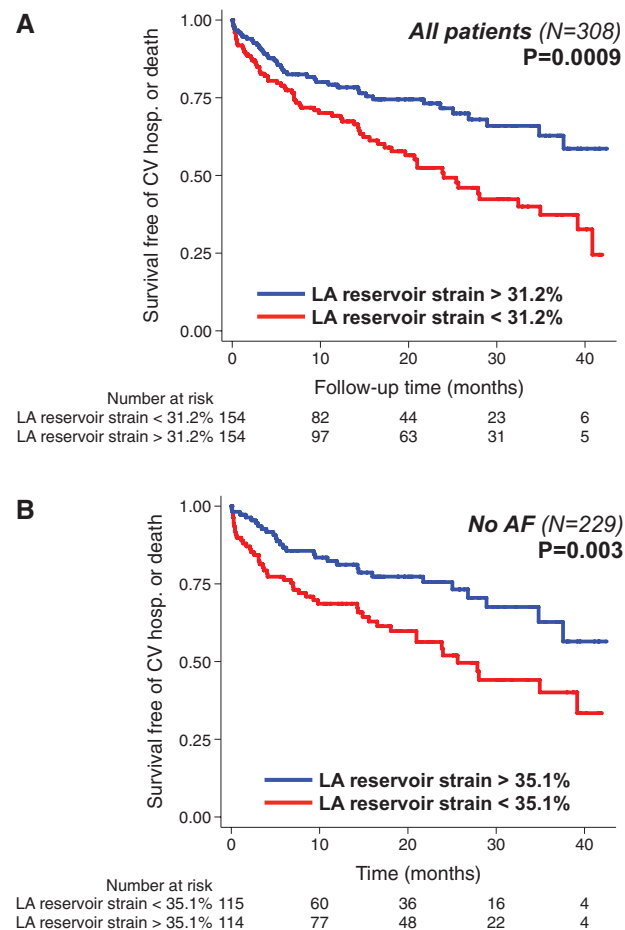 A
All patients (N=308)
P=0.0009
Survival free of CV hosp. or death
1.00
0.75
0.50
0.25
0.00
LA reservoir strain > 31.2%
LA reservoir strain < 31.2%
0 10 20 30 40
Follow-up time (months)
Number at risk
LA reservoir strain < 31.2% 154 82 44 23 6
LA reservoir strain > 31.2% 154 97 63 31 5
B
No AF (N=229)
P=0.003
Survival free of CV hosp. or death
1.00
0.75
0.50
0.25
0.00
LA reservoir strain > 35.1%
LA reservoir strain < 35.1%
0 10 20 30 40
Time (months)
Number at risk
LA reservoir strain < 35.1% 115 60 36 16 4
LA reservoir strain > 35.1% 114 77 48 22 4